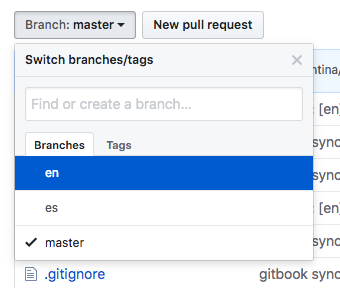 Branch: master New pull request
Switch branches/tags
ntina/
Find or create a branch...
[en]
Branches Tags
sync
en
sync
es
[en]
master
sync
.gitignore gitbook sync